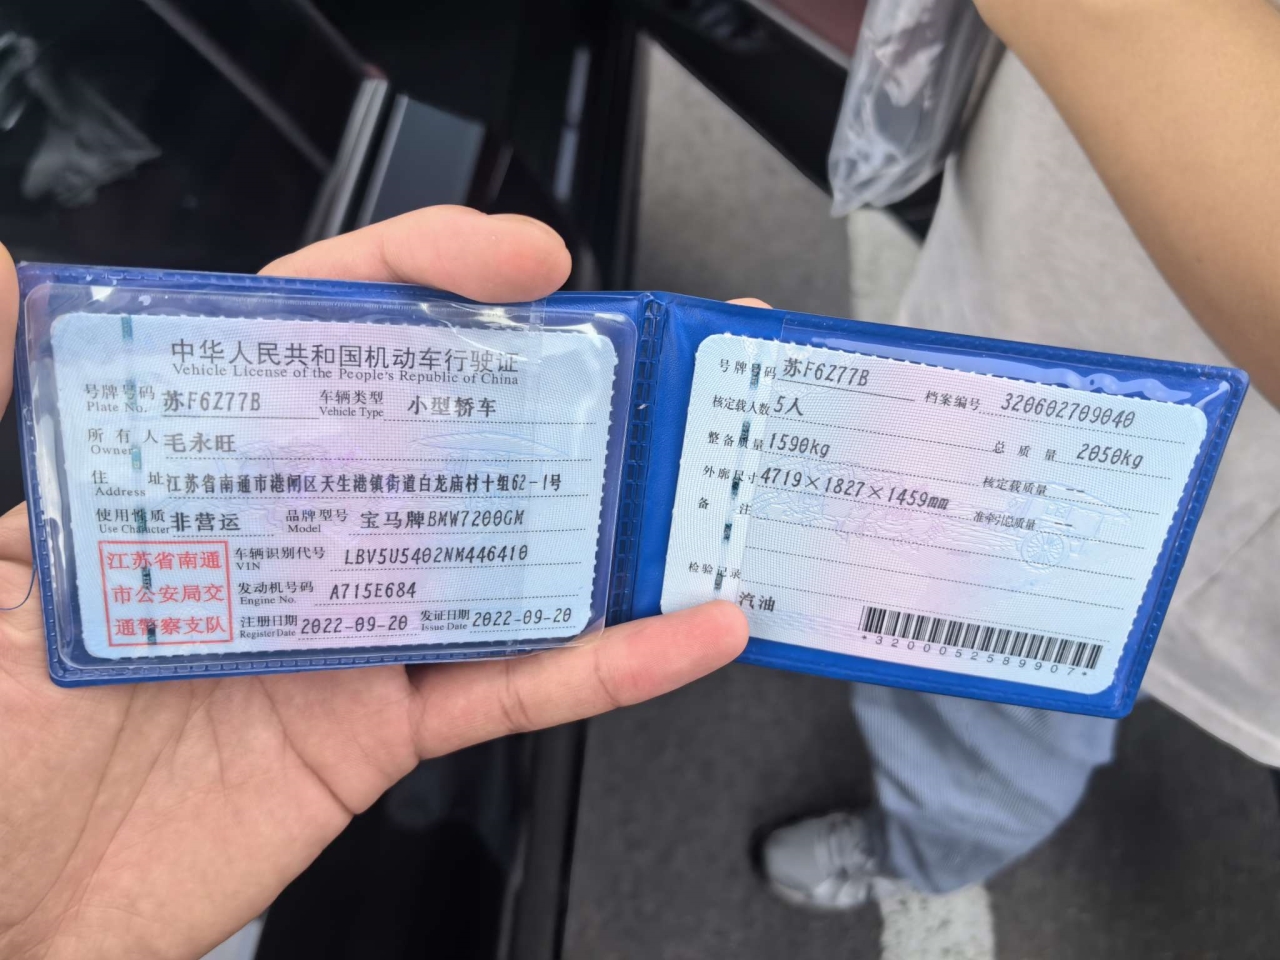 中华人民共和国机动车行驶证
Vehicle License of the People's Republic of China
号牌号码 苏F6Z77B 车辆类型 小型轿车
Plate No. Vehicle Type
所有人 毛永旺
Owner
住址 江苏省南通市港闸区天生港镇街道白龙庙村十组62-1号
Address
使用性质 非营运 品牌型号 宝马牌BMW7200GM
Use Character Model
江苏省南通
市公安局交
通警察支队
车辆识别代号 LBV5U5402NM446410
VIN
发动机号码 A715E684
Engine No.
注册日期 2022-09-20 发证日期 2022-09-20
Register Date Issue Date
号牌号码 苏F6Z77B 档案编号 320602709040
核定载人数 5人 总质量 2050kg
整备质量 1590kg 核定载质量 --
外廓尺寸 4719×1827×1459mm 准牵引总质量 --
备注
检验记录
汽油
*3200052589907*